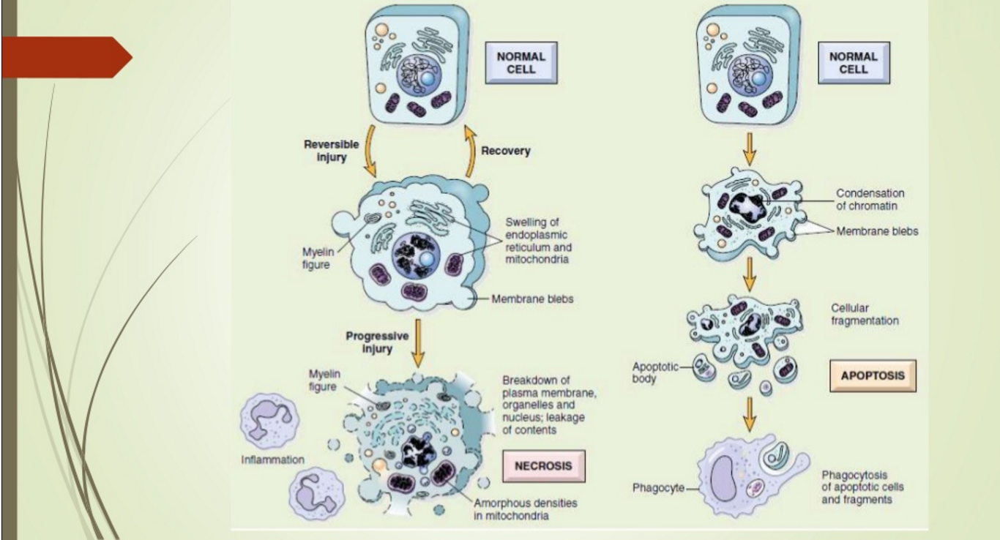 NORMAL
CELL
Reversible
injury
Recovery
Myelin
figure
Swelling of
endoplasmic
reticulum and
mitochondria
Membrane blebs
Progressive
injury
Myelin
figure
Breakdown of
plasma membrane,
organelles and
nucleus; leakage
of contents
Inflammation
NECROSIS
Amorphous densities
in mitochondria
NORMAL
CELL
Condensation
of chromatin
Membrane blebs
Cellular
fragmentation
Apoptotic
body
APOPTOSIS
Phagocyte
Phagocytosis
of apoptotic cells
and fragments